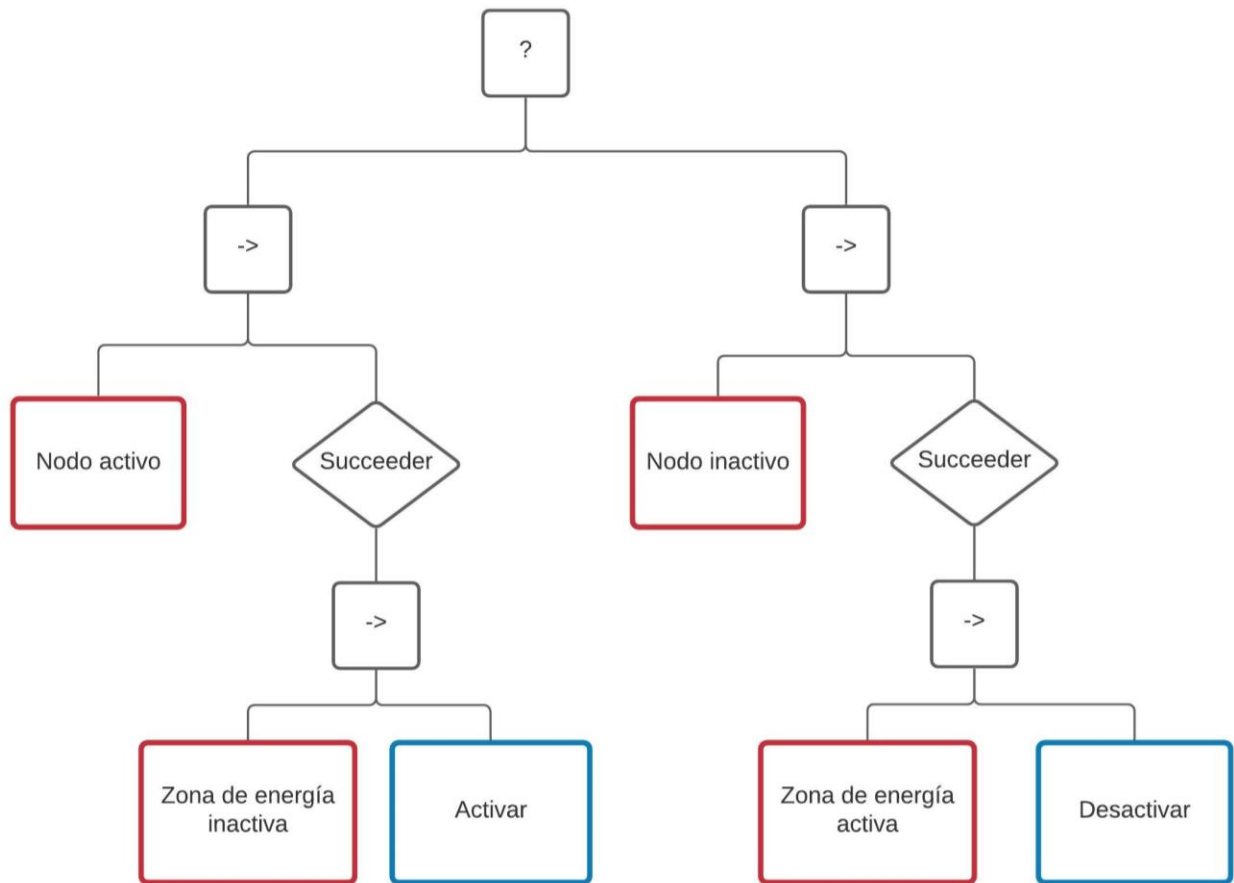 ?
->
->
Nodo activo
Succeeder
Nodo inactivo
Succeeder
->
->
Zona de energía
inactiva
Activar
Zona de energía
activa
Desactivar